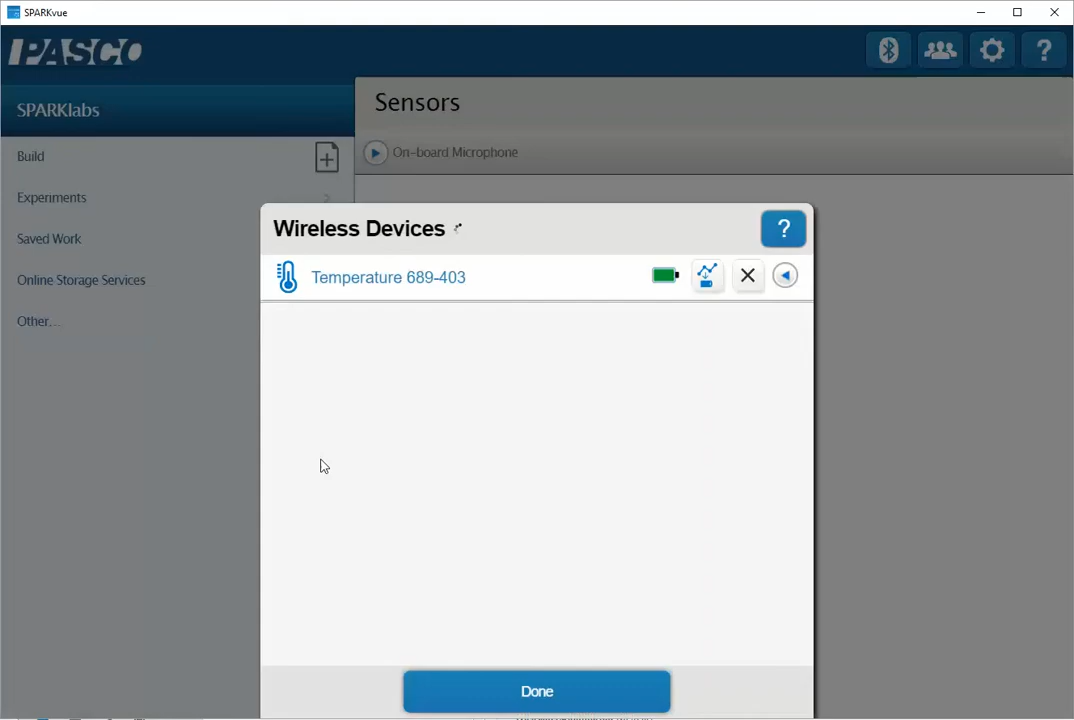 SPARKvue
PASCO
?
SPARKlabs
Sensors
Build
On-board Microphone
Experiments
Saved Work
Wireless Devices
?
Online Storage Services
Temperature 689-403
Other...
Done